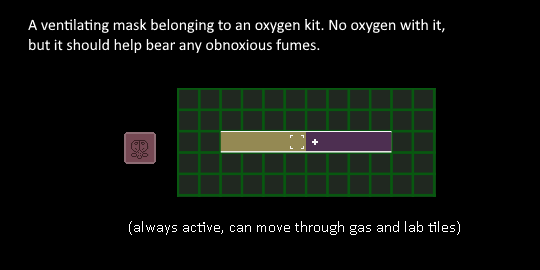 A ventilating mask belonging to an oxygen kit. No oxygen with it,
but it should help bear any obnoxious fumes.
(always active, can move through gas and lab tiles)